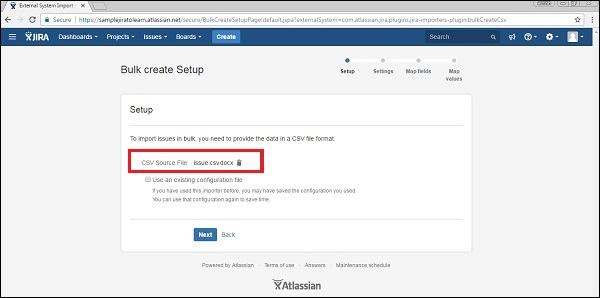 External System Import -
https://samplejiratolearn.atlassian.net/secure/BulkCreateSetupPage!default.jspa?externalSystem=com.atlassian.jira.plugins.jira-importers-plugin:bulkCreateCsv
JIRA Dashboards Projects Issues Boards Create Search
Bulk create Setup
Setup Settings Map fields Map values
Setup
To import issues in bulk, you need to provide the data in a CSV file format.
CSV Source File issue.csv.docx
Use an existing configuration file
If you have used this importer before, you may have saved the configuration you used.
You can use that configuration again to save time.
Next Back
Powered by Atlassian · Terms of use · Answers · Maintenance schedule
Atlassian